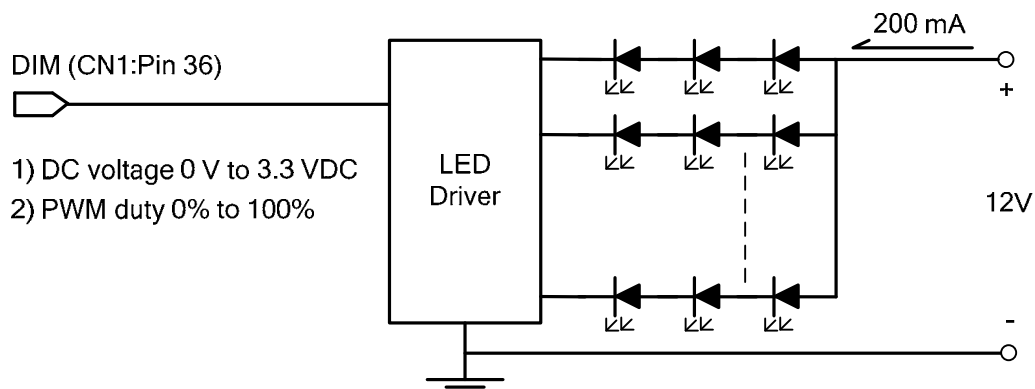 200 mA
DIM (CN1:Pin 36)
+
1) DC voltage 0 V to 3.3 VDC
2) PWM duty 0% to 100%
LED
Driver
12V
-